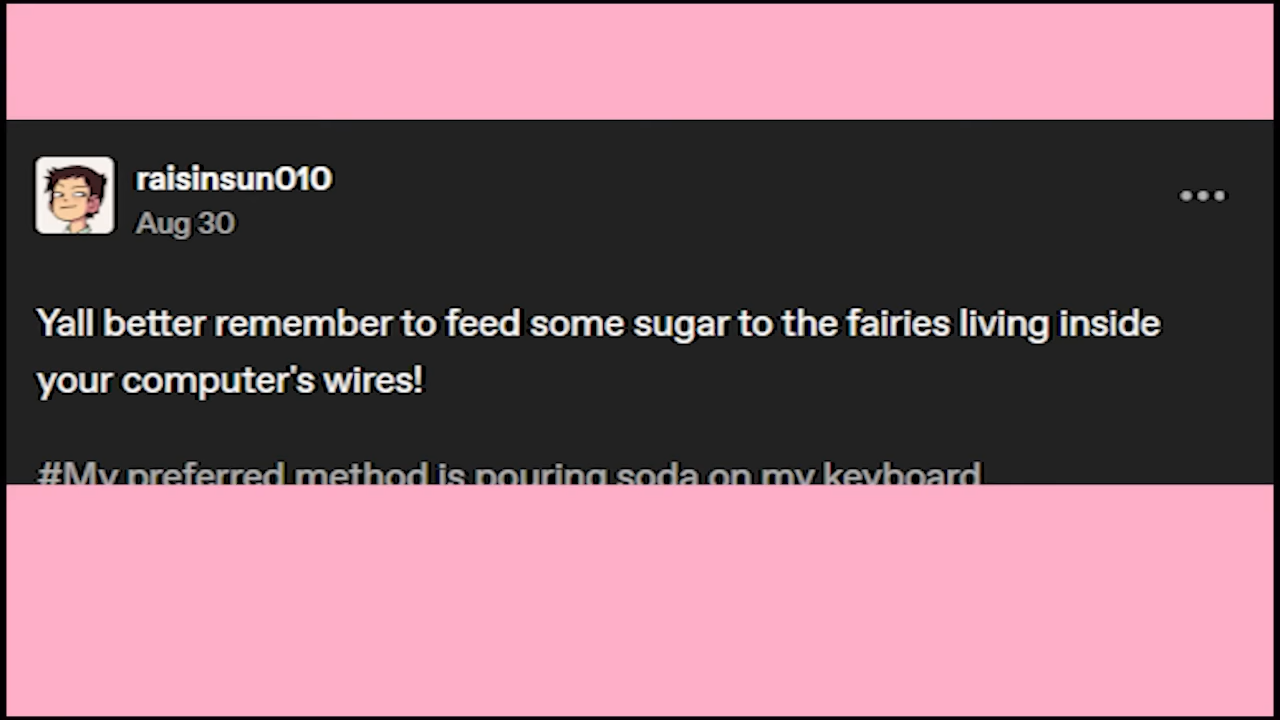 raisinsun010
Aug 30
Yall better remember to feed some sugar to the fairies living inside
your computer's wires!
#My preferred method is pouring soda on my keyboard